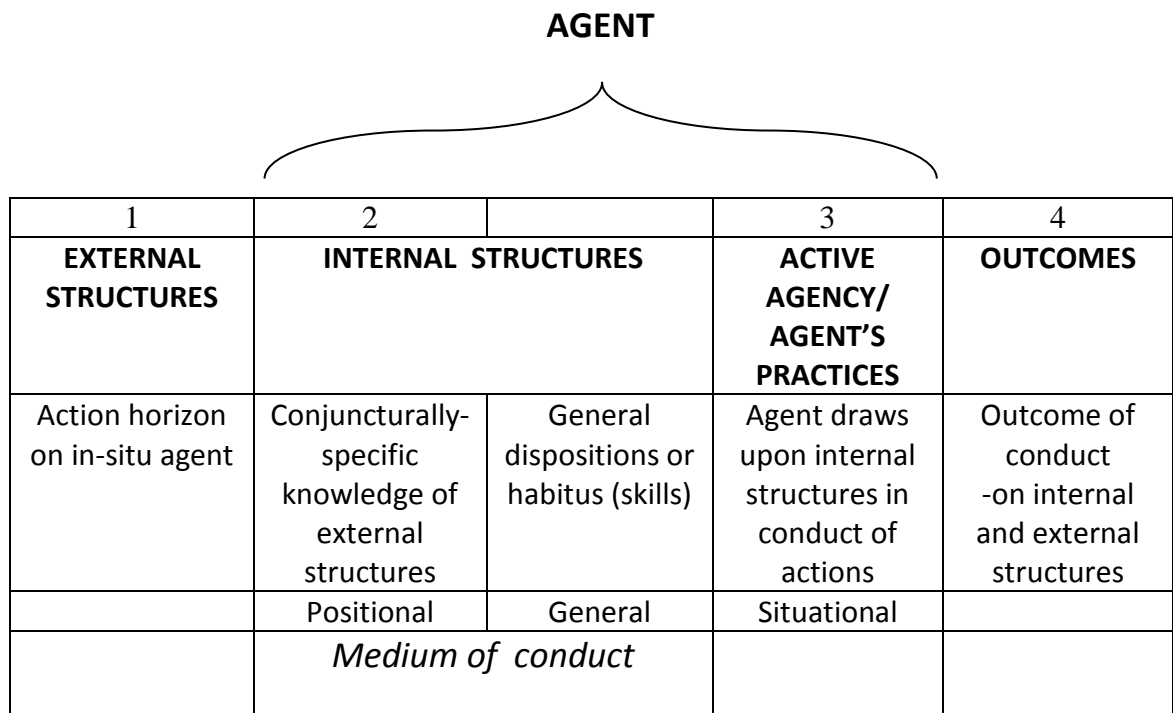 AGENT
1 2 3 4
EXTERNAL STRUCTURES
INTERNAL STRUCTURES
ACTIVE AGENCY/ AGENT’S PRACTICES
OUTCOMES
Action horizon
on in-situ agent
Conjuncturally-
specific
knowledge of
external
structures
General
dispositions or
habitus (skills)
Agent draws
upon internal
structures in
conduct of
actions
Outcome of
conduct
-on internal
and external
structures
Positional General Situational
Medium of conduct